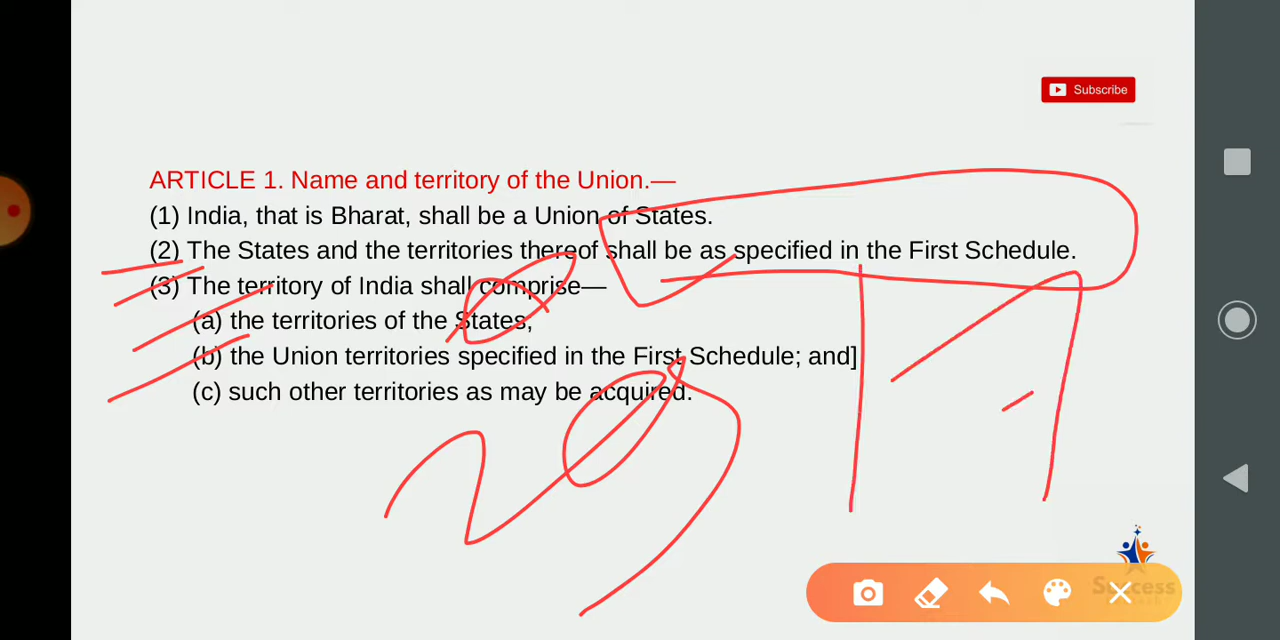 Subscribe
ARTICLE 1. Name and territory of the Union.—
(1) India, that is Bharat, shall be a Union of States.
(2) The States and the territories thereof shall be as specified in the First Schedule.
(3) The territory of India shall comprise—
(a) the territories of the States,
(b) the Union territories specified in the First Schedule; and]
(c) such other territories as may be acquired.
Success